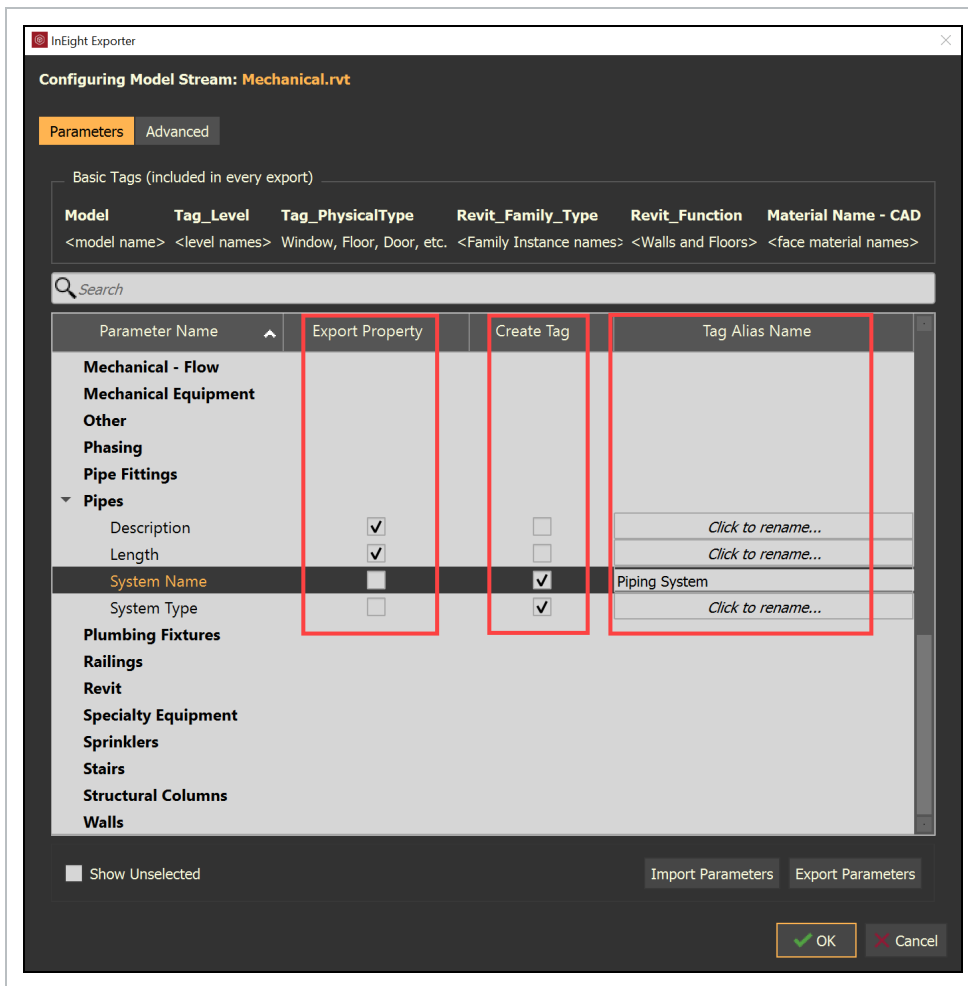 InEight Exporter
Configuring Model Stream: Mechanical.rvt
Parameters Advanced
Basic Tags (included in every export)
Model Tag_Level Tag_PhysicalType Revit_Family_Type Revit_Function Material Name - CAD
<model name> <level names> Window, Floor, Door, etc. <Family Instance names> <Walls and Floors> <face material names>
Search
Parameter Name Export Property Create Tag Tag Alias Name
Mechanical - Flow
Mechanical Equipment
Other
Phasing
Pipe Fittings
Pipes
Description Click to rename...
Length Click to rename...
System Name Piping System
System Type Click to rename...
Plumbing Fixtures
Railings
Revit
Specialty Equipment
Sprinklers
Stairs
Structural Columns
Walls
Show Unselected Import Parameters Export Parameters
OK Cancel